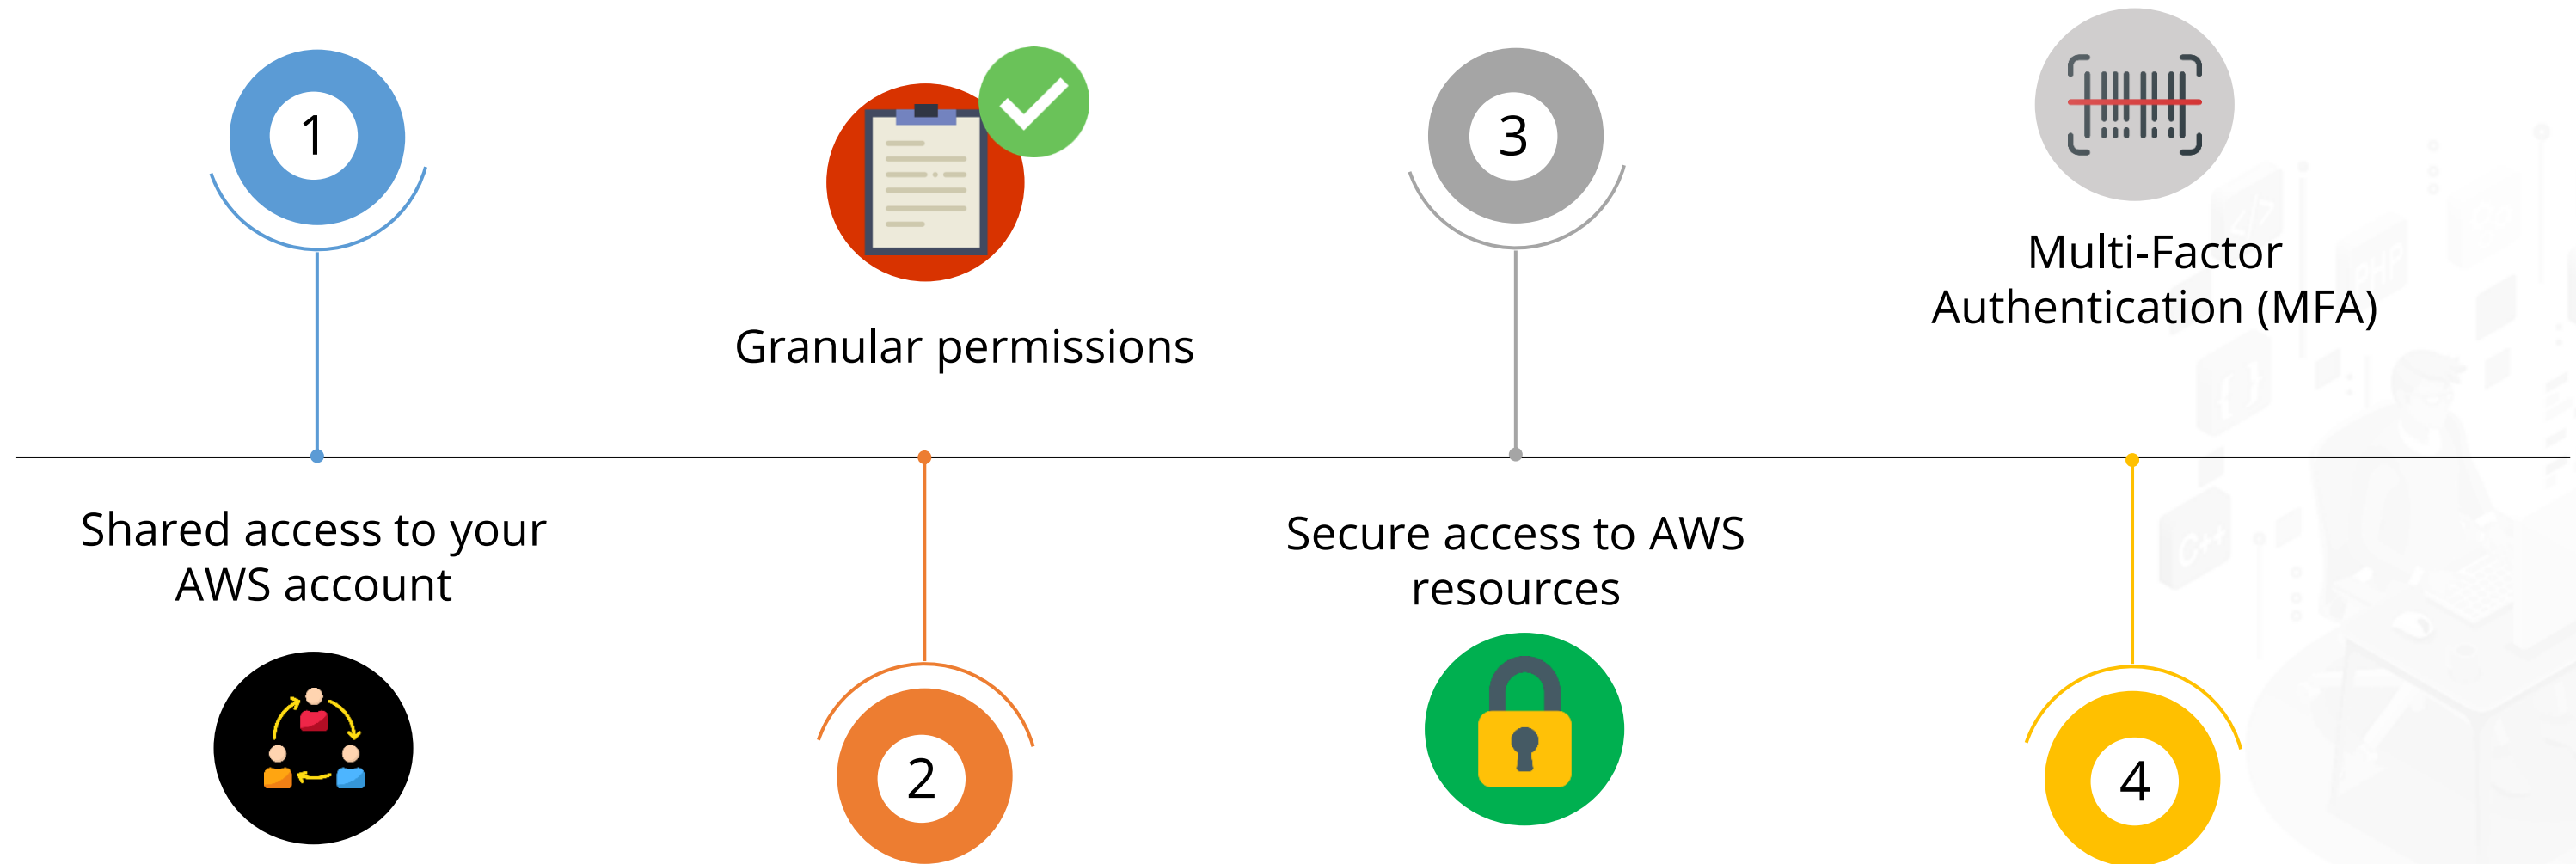 1
Shared access to your
AWS account
Granular permissions
2
3
Secure access to AWS
resources
Multi-Factor
Authentication (MFA)
4
</>
PHP
{ }
C++